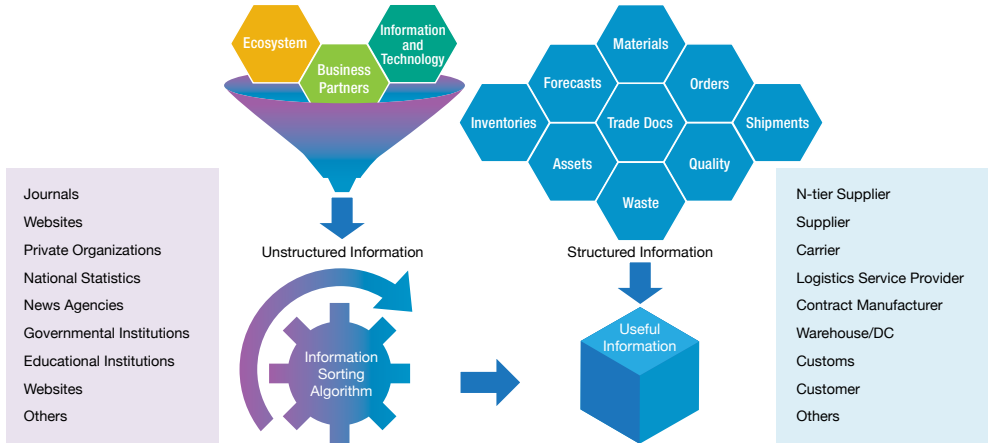 Ecosystem
Information
and
Technology
Business
Partners
Materials
Forecasts
Orders
Inventories
Trade Docs
Shipments
Assets
Quality
Waste
Journals
Websites
Private Organizations
National Statistics
News Agencies
Governmental Institutions
Educational Institutions
Websites
Others
Unstructured Information
Structured Information
Information
Sorting
Algorithm
Useful
Information
N-tier Supplier
Supplier
Carrier
Logistics Service Provider
Contract Manufacturer
Warehouse/DC
Customs
Customer
Others